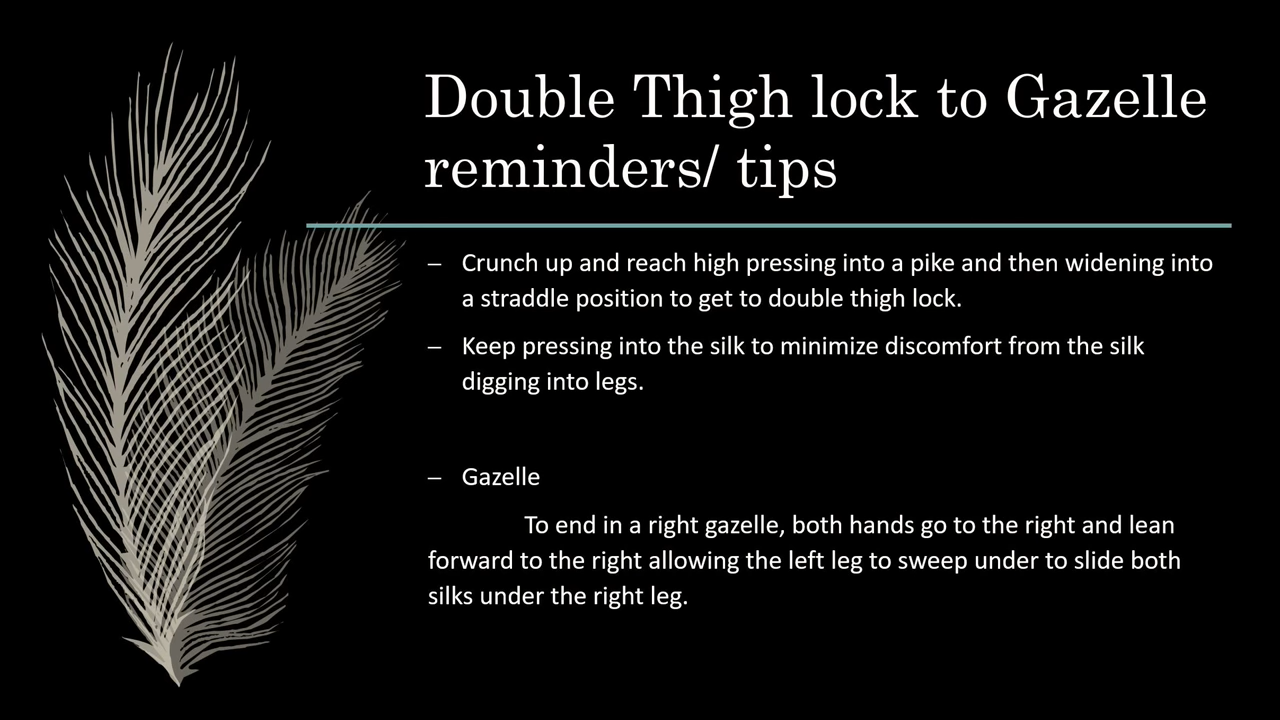 Double Thigh lock to Gazelle
reminders/ tips
– Crunch up and reach high pressing into a pike and then widening into
a straddle position to get to double thigh lock.
– Keep pressing into the silk to minimize discomfort from the silk
digging into legs.
– Gazelle
To end in a right gazelle, both hands go to the right and lean
forward to the right allowing the left leg to sweep under to slide both
silks under the right leg.